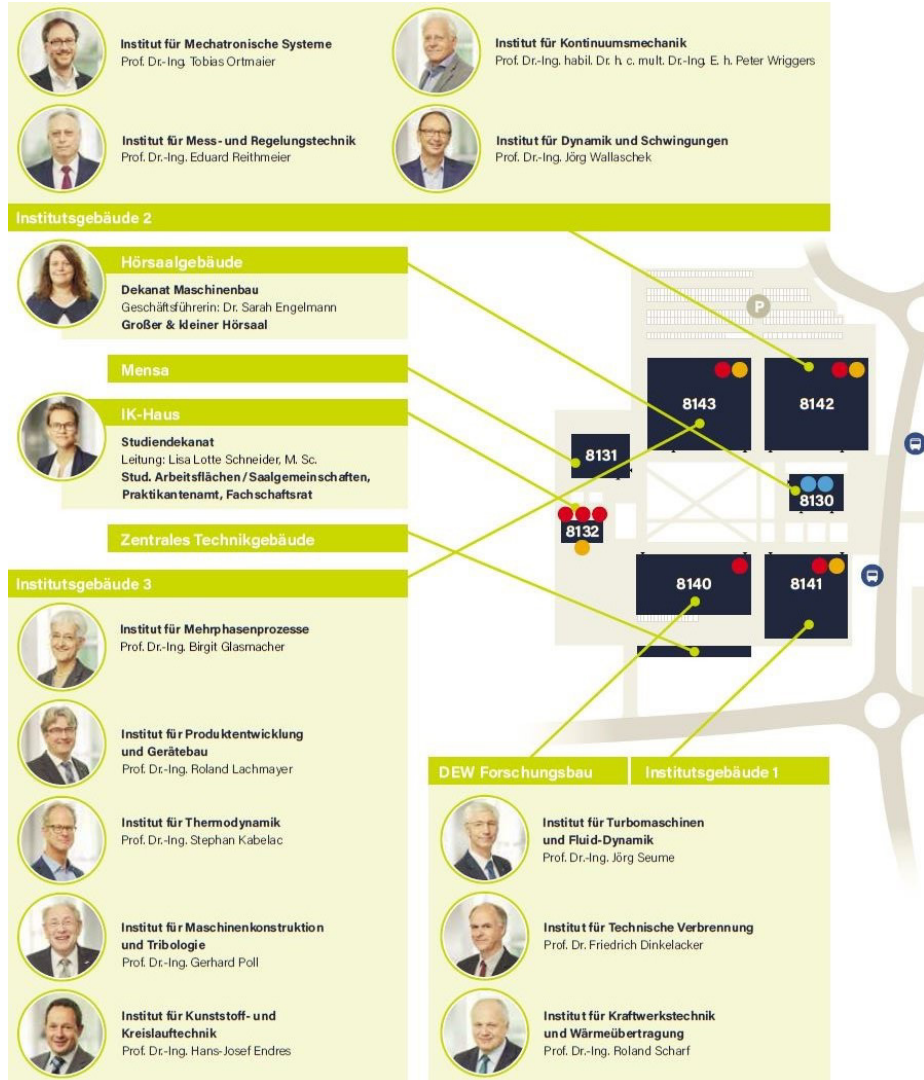 Institut für Mechatronische Systeme
Prof. Dr.-Ing. Tobias Ortmaier
Institut für Kontinuumsmechanik
Prof. Dr.-Ing. habil. Dr. h. c. mult. Dr.-Ing. E. h. Peter Wriggers
Institut für Mess- und Regelungstechnik
Prof. Dr.-Ing. Eduard Reithmeier
Institut für Dynamik und Schwingungen
Prof. Dr.-Ing. Jörg Wallaschek
Institutsgebäude 2
Hörsaalgebäude
Dekanat Maschinenbau
Geschäftsführerin: Dr. Sarah Engelmann
Großer & kleiner Hörsaal
Mensa
IK-Haus
Studiendekanat
Leitung: Lisa Lotte Schneider, M. Sc.
Stud. Arbeitsflächen/Saalgemeinschaften,
Praktikantenamt, Fachschaftsrat
Zentrales Technikgebäude
P
8143
8142
8131
8130
8132
8140
8141
Institutsgebäude 3
Institut für Mehrphasenprozesse
Prof. Dr.-Ing. Birgit Glasmacher
Institut für Produktentwicklung
und Gerätebau
Prof. Dr.-Ing. Roland Lachmayer
Institut für Thermodynamik
Prof. Dr.-Ing. Stephan Kabelac
Institut für Maschinenkonstruktion
und Tribologie
Prof. Dr.-Ing. Gerhard Poll
Institut für Kunststoff- und
Kreislauftechnik
Prof. Dr.-Ing. Hans-Josef Endres
DEW Forschungsbau
Institutsgebäude 1
Institut für Turbomaschinen
und Fluid-Dynamik
Prof. Dr.-Ing. Jörg Seume
Institut für Technische Verbrennung
Prof. Dr. Friedrich Dinkelacker
Institut für Kraftwerkstechnik
und Wärmeübertragung
Prof. Dr.-Ing. Roland Scharf